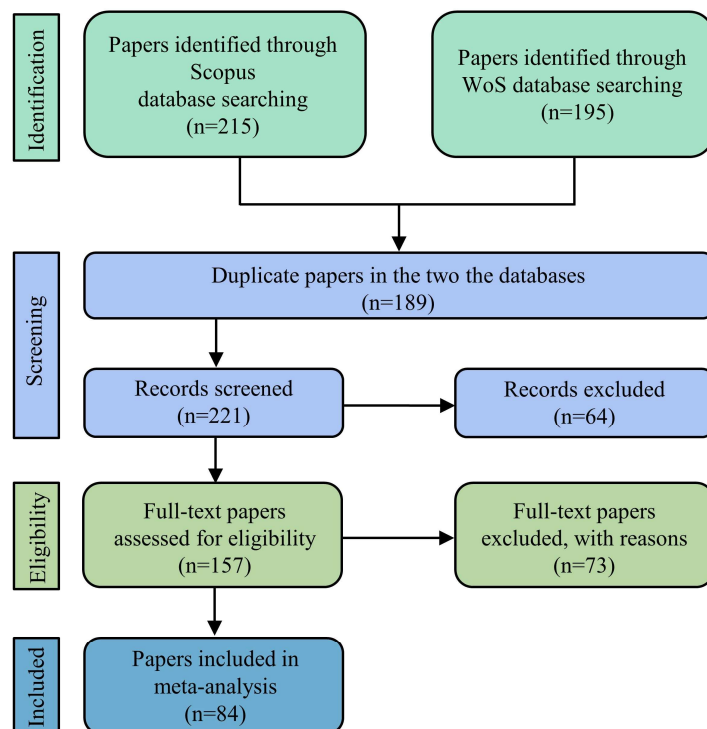 Identification
Papers identified through
Scopus
database searching
(n=215)
Papers identified through
WoS database searching
(n=195)
Screening
Duplicate papers in the two the databases
(n=189)
Records screened
(n=221)
Records excluded
(n=64)
Eligibility
Full-text papers
assessed for eligibility
(n=157)
Full-text papers
excluded, with reasons
(n=73)
Included
Papers included in
meta-analysis
(n=84)